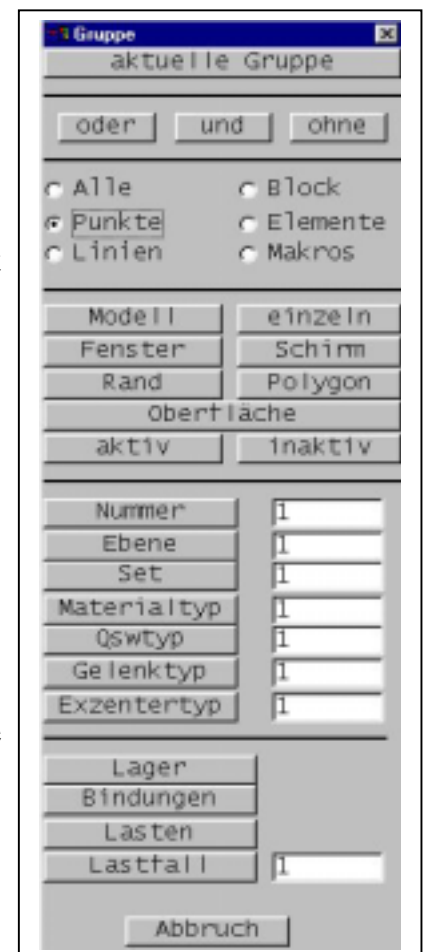 Gruppe
aktuelle Gruppe
oder und ohne
Alle Block
Punkte Elemente
Linien Makros
Modell einzeln
Fenster Schirm
Rand Polygon
Oberfläche
aktiv inaktiv
Nummer 1
Ebene 1
Set 1
Materialtyp 1
Qswtyp 1
Gelenktyp 1
Exzentertyp 1
Lager
Bindungen
Lasten
Lastfall 1
Abbruch